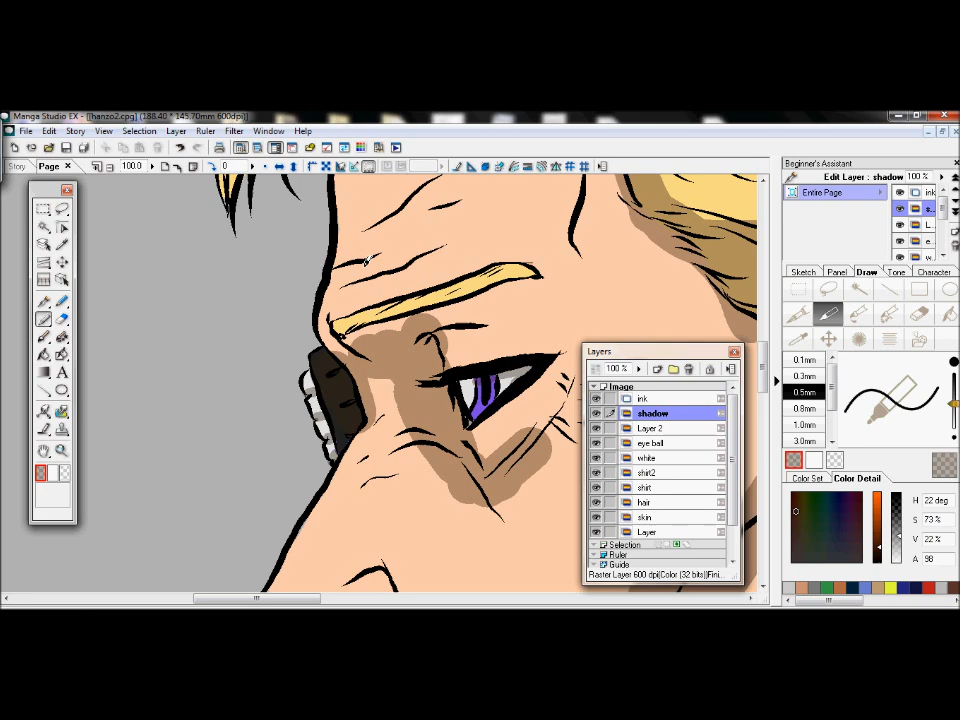 Manga Studio EX - [[hanzo2.cpg] (188.40 * 145.70mm 600dpi)]
File Edit Story View Selection Layer Ruler Filter Window Help
Story Page 100.0 0
Beginner's Assistant
Edit Layer : shadow 100 %
Entire Page
ink
s...
L...
e...
w...
Sketch Panel Draw Tone Character
0.1mm
0.3mm
0.5mm
0.8mm
1.0mm
3.0mm
Layers
100 %
Image
ink
shadow
Layer 2
eye ball
white
shirt2
shirt
hair
skin
Layer
Selection
Ruler
Guide
Raster Layer 600 dpi[Color (32 bits)]Fini
Color Set Color Detail
H 22 deg
S 73 %
V 22 %
A 98